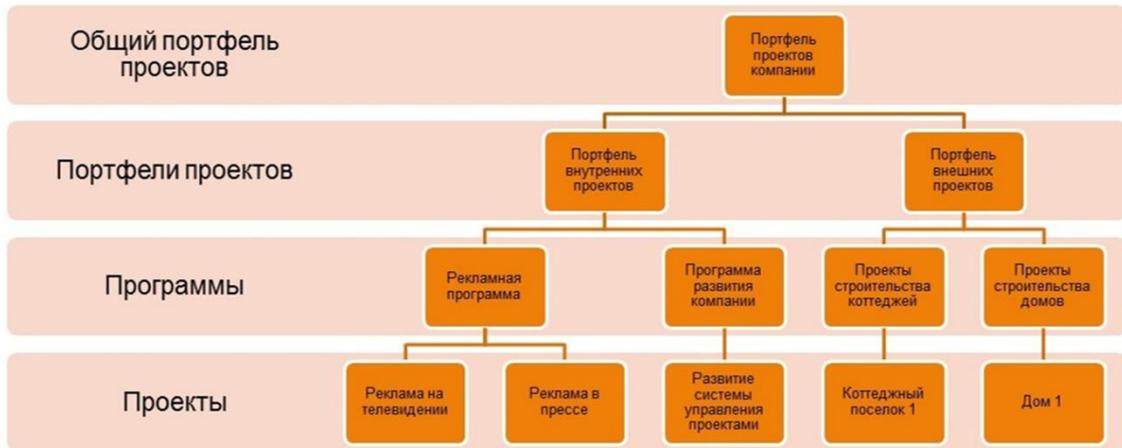 Общий портфель
проектов
Портфель
проектов
компании
Портфели проектов
Портфель
внутренних
проектов
Портфель
внешних
проектов
Программы
Рекламная
программа
Программа
развития
компании
Проекты
строительства
коттеджей
Проекты
строительства
домов
Проекты
Реклама на
телевидении
Реклама в
прессе
Развитие
системы
управления
проектами
Коттеджный
поселок 1
Дом 1